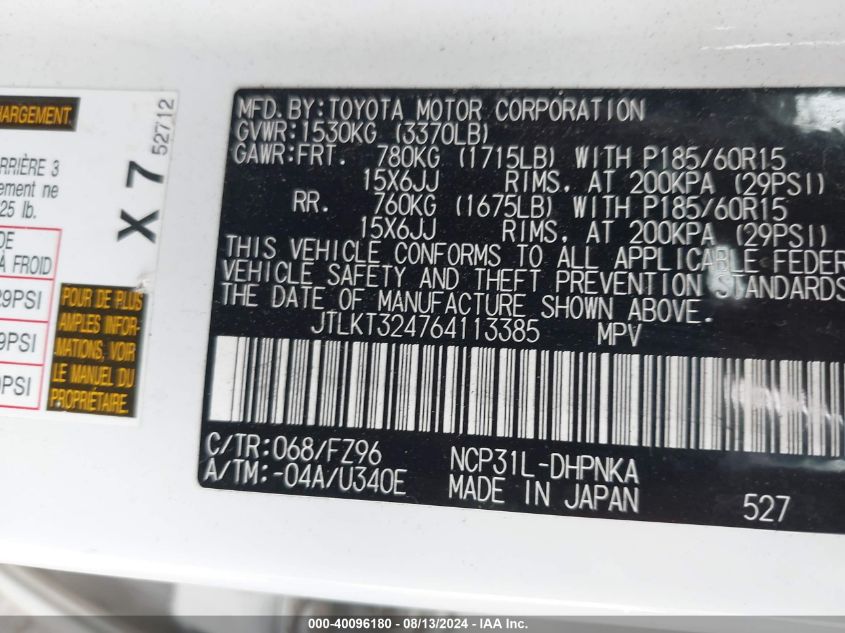 HARGEMENT.
RRIÈRE 3
ement ne
25 lb.
DE
A FROID
29PSI
9PSI
PSI
X 7 52712
POUR DE PLUS
AMPLES INFOR-
MATIONS, VOIR
LE MANUEL DU
PROPRIÉTAIRE.
MFD. BY: TOYOTA MOTOR CORPORATION
GVWR: 1530KG (3370LB)
GAWR: FRT. 780KG (1715LB) WITH P185/60R15
15X6JJ RIMS, AT 200KPA (29PSI)
RR. 760KG (1675LB) WITH P185/60R15
15X6JJ RIMS, AT 200KPA (29PSI)
THIS VEHICLE CONFORMS TO ALL APPLICABLE FEDER
VEHICLE SAFETY AND THEFT PREVENTION STANDARDS
THE DATE OF MANUFACTURE SHOWN ABOVE.
JTLKT324764113385 MPV
C/TR: 068/FZ96 NCP31L-DHPNKA
A/TM: -04A/U340E MADE IN JAPAN 527
000-40096180 - 08/13/2024 - IAA Inc.